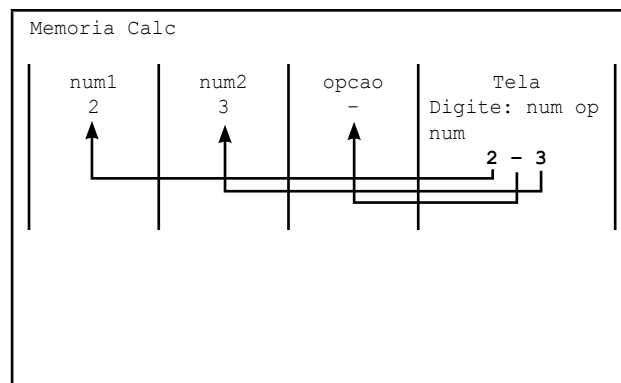 Memoria Calc
num1 num2 opcao Tela
2 3 – Digite: num op
num
2 – 3